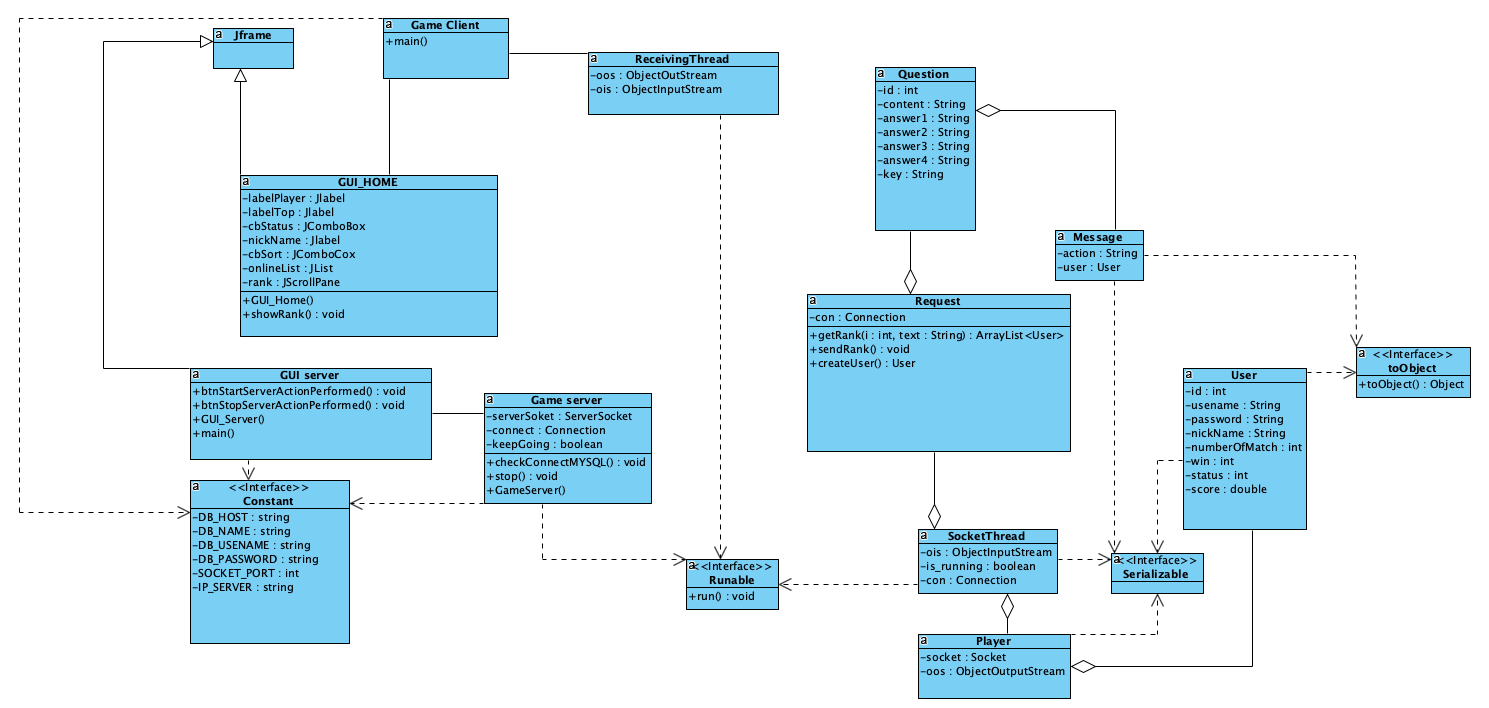 a Jframe
a Game Client
+main()
a ReceivingThread
-oos : ObjectOutStream
-ois : ObjectInputStream
a Question
-id : int
-content : String
-answer1 : String
-answer2 : String
-answer3 : String
-answer4 : String
-key : String
a GUI_HOME
-labelPlayer : Jlabel
-labelTop : Jlabel
-cbStatus : JComboBox
-nickName : Jlabel
-cbSort : JComboCox
-onlineList : JList
-rank : JScrollPane
+GUI_Home()
+showRank() : void
a Message
-action : String
-user : User
a Request
-con : Connection
+getRank(i : int, text : String) : ArrayList<User>
+sendRank() : void
+createUser() : User
a <<Interface>>
toObject
+toObject() : Object
a GUI server
+btnStartServerActionPerformed() : void
+btnStopServerActionPerformed() : void
+GUI_Server()
+main()
a Game server
-serverSoket : ServerSocket
-connect : Connection
-keepGoing : boolean
+checkConnectMYSQL() : void
+stop() : void
+GameServer()
a User
-id : int
-usename : String
-password : String
-nickName : String
-numberOfMatch : int
-win : int
-status : int
-score : double
a <<Interface>>
Constant
-DB_HOST : string
-DB_NAME : string
-DB_USENAME : string
-DB_PASSWORD : string
-SOCKET_PORT : int
-IP_SERVER : string
a <<Interface>>
Runable
+run() : void
a SocketThread
-ois : ObjectInputStream
-is_running : boolean
-con : Connection
a <<Interface>>
Serializable
a Player
-socket : Socket
-oos : ObjectOutputStream